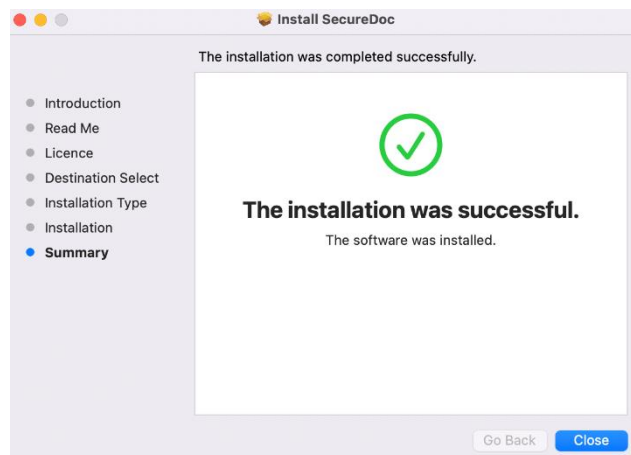 Install SecureDoc
The installation was completed successfully.
Introduction
Read Me
Licence
Destination Select
Installation Type
Installation
Summary
The installation was successful.
The software was installed.
Go Back
Close